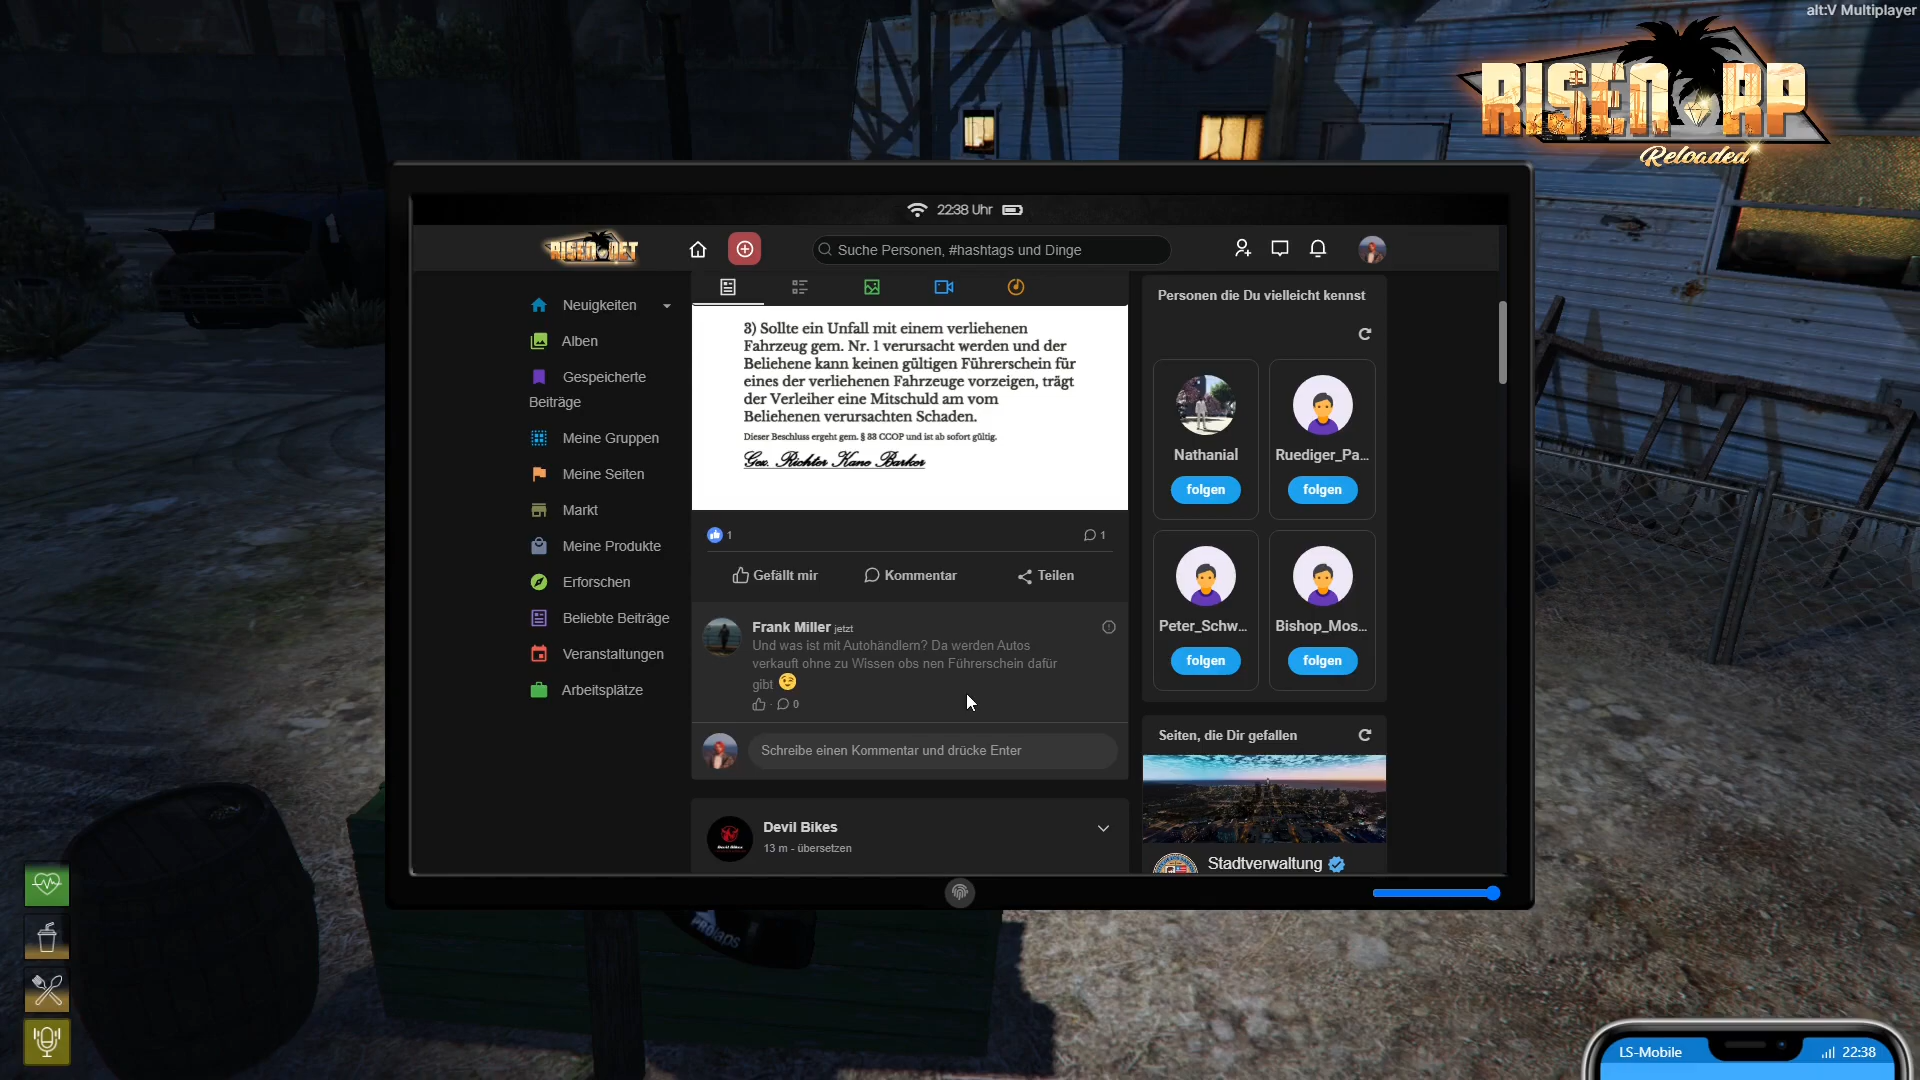 alt:V Multiplayer
RISEN RP
Reloaded
22:38 Uhr
RISEN NET
Suche Personen, #hashtags und Dinge
Neuigkeiten
Alben
Gespeicherte
Beiträge
Meine Gruppen
Meine Seiten
Markt
Meine Produkte
Erforschen
Beliebte Beiträge
Veranstaltungen
Arbeitsplätze
3) Sollte ein Unfall mit einem verliehenen
Fahrzeug gem. Nr. 1 verursacht werden und der
Beliehene kann keinen gültigen Führerschein für
eines der verliehenen Fahrzeuge vorzeigen, trägt
der Verleiher eine Mitschuld am vom
Beliehenen verursachten Schaden.
Dieser Beschluss ergeht gem. § 33 CCOP und ist ab sofort gültig.
Gez. Richter Kane Barker
1
1
Gefällt mir
Kommentar
Teilen
Frank Miller jetzt
Und was ist mit Autohändlern? Da werden Autos
verkauft ohne zu Wissen obs nen Führerschein dafür
gibt 😉
· 0
Schreibe einen Kommentar und drücke Enter
Devil Bikes
13 m - übersetzen
Personen die Du vielleicht kennst
Nathanial
folgen
Ruediger_Pa...
folgen
Peter_Schw...
folgen
Bishop_Mos...
folgen
Seiten, die Dir gefallen
Stadtverwaltung
LS-Mobile
22:38